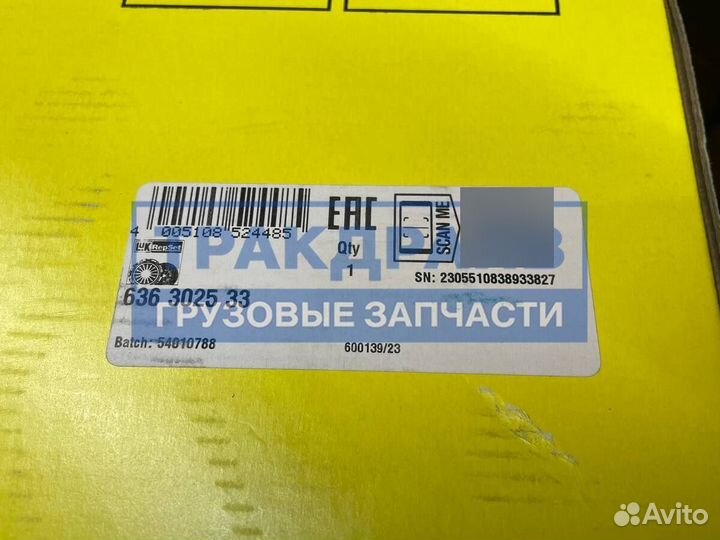 EAC
SCAN ME
4 005108 524485
LuK RepSet
Qty
1
SN: 2305510838933827
ТРАКДРАЙВ
636 3025 33
ГРУЗОВЫЕ ЗАПЧАСТИ
Batch: 54010788
600139/23
Avito